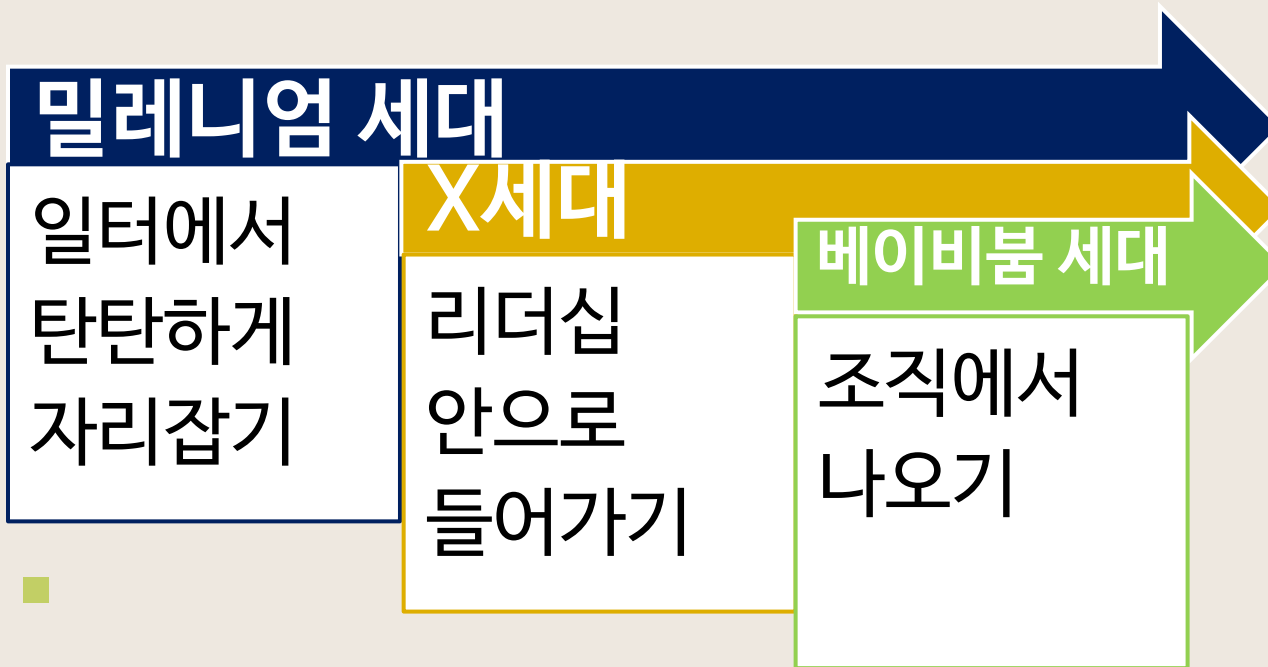 밀레니엄 세대
일터에서
탄탄하게
자리잡기
X세대
리더십
안으로
들어가기
베이비붐 세대
조직에서
나오기